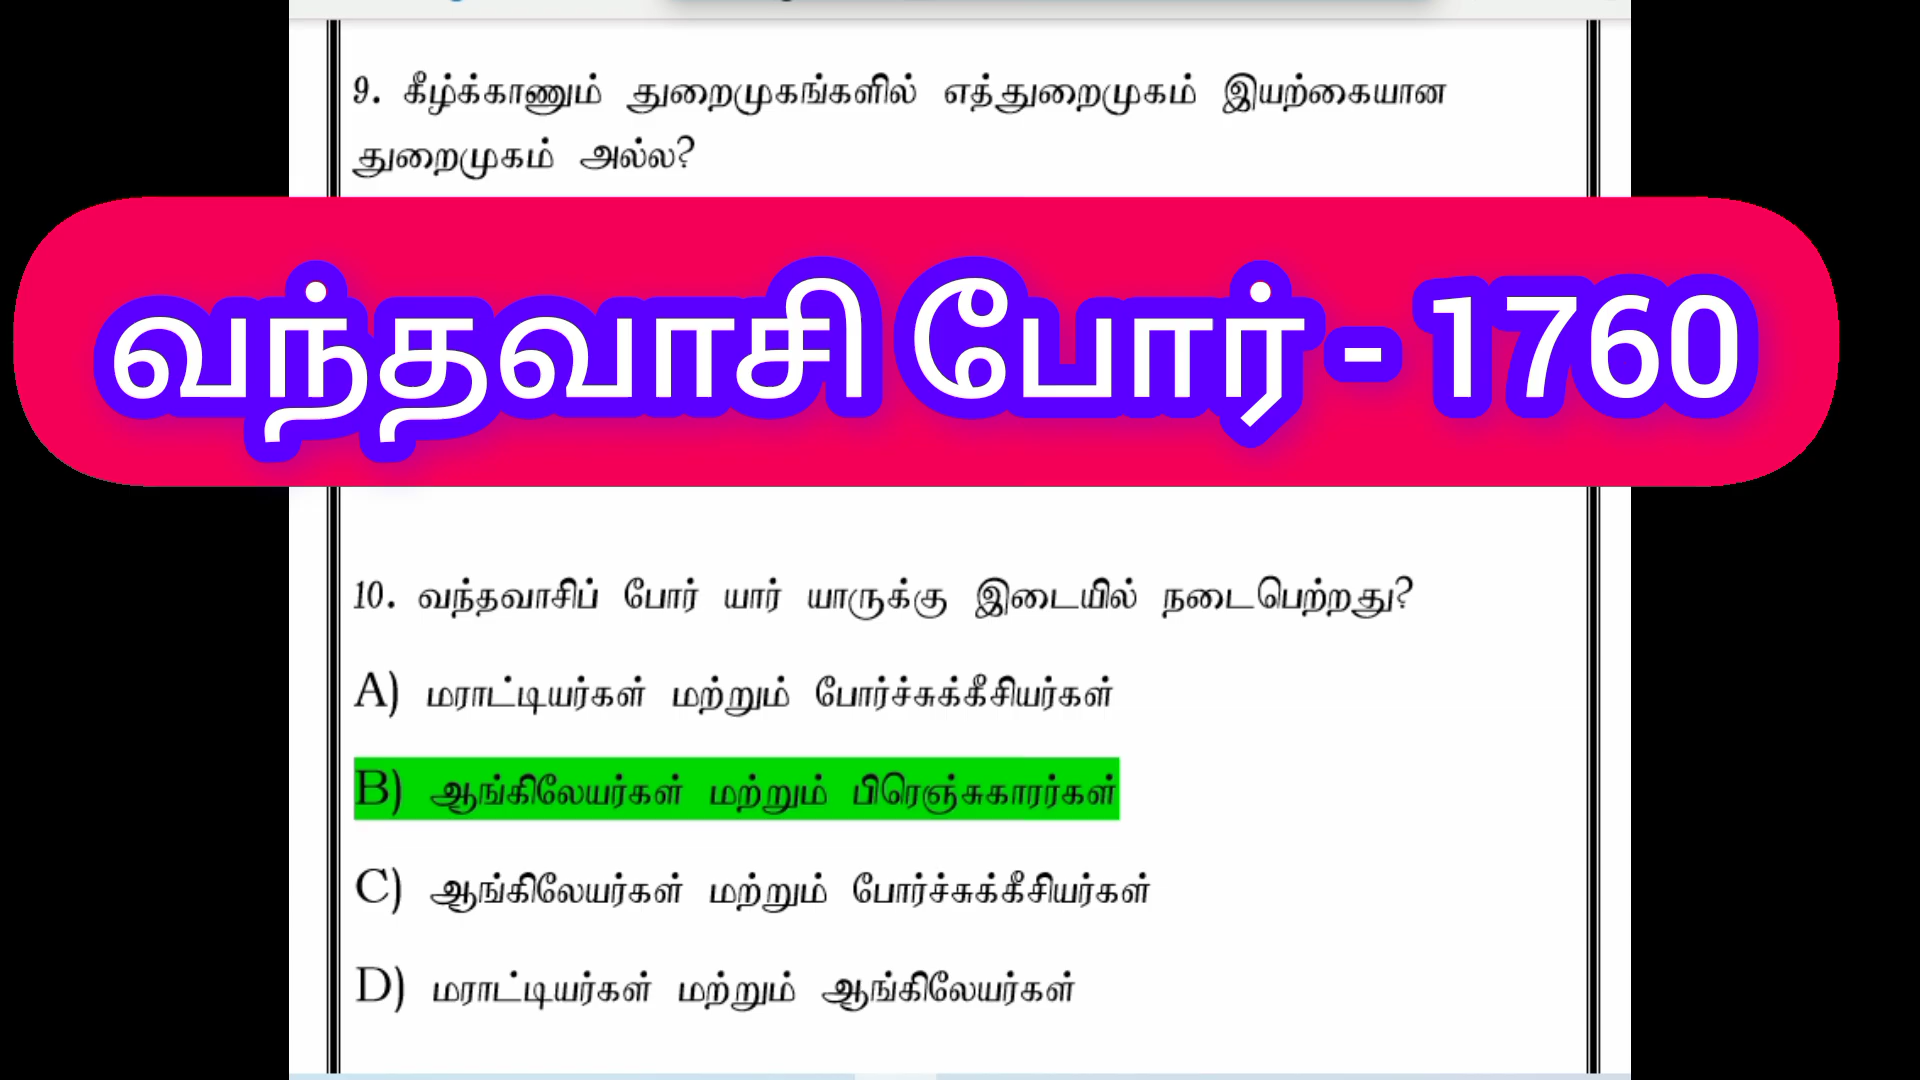 9. கீழ்க்காணும் துறைமுகங்களில் எத்துறைமுகம் இயற்கையான
துறைமுகம் அல்ல?
வந்தவாசி போர் - 1760
10. வந்தவாசிப் போர் யார் யாருக்கு இடையில் நடைபெற்றது?
A) மராட்டியர்கள் மற்றும் போர்ச்சுக்கீசியர்கள்
B) ஆங்கிலேயர்கள் மற்றும் பிரெஞ்சுகாரர்கள்
C) ஆங்கிலேயர்கள் மற்றும் போர்ச்சுக்கீசியர்கள்
D) மராட்டியர்கள் மற்றும் ஆங்கிலேயர்கள்